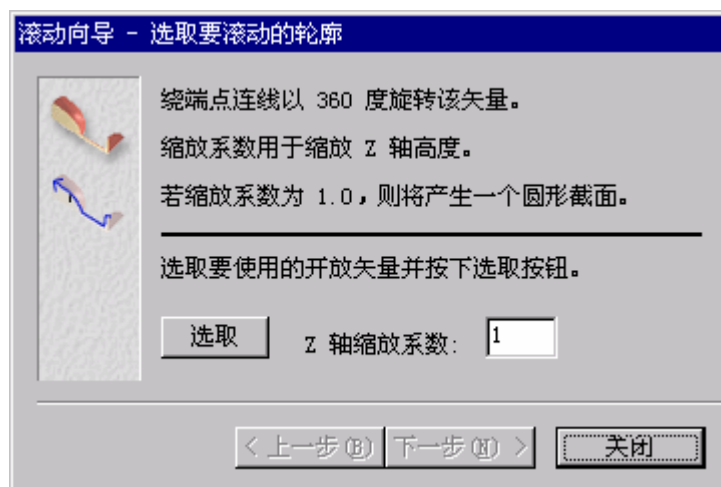 滚动向导 - 选取要滚动的轮廓
绕端点连线以 360 度旋转该矢量。
缩放系数用于缩放 Z 轴高度。
若缩放系数为 1.0，则将产生一个圆形截面。
选取要使用的开放矢量并按下选取按钮。
选取 Z 轴缩放系数: 1
< 上一步(B) 下一步(N) > 关闭